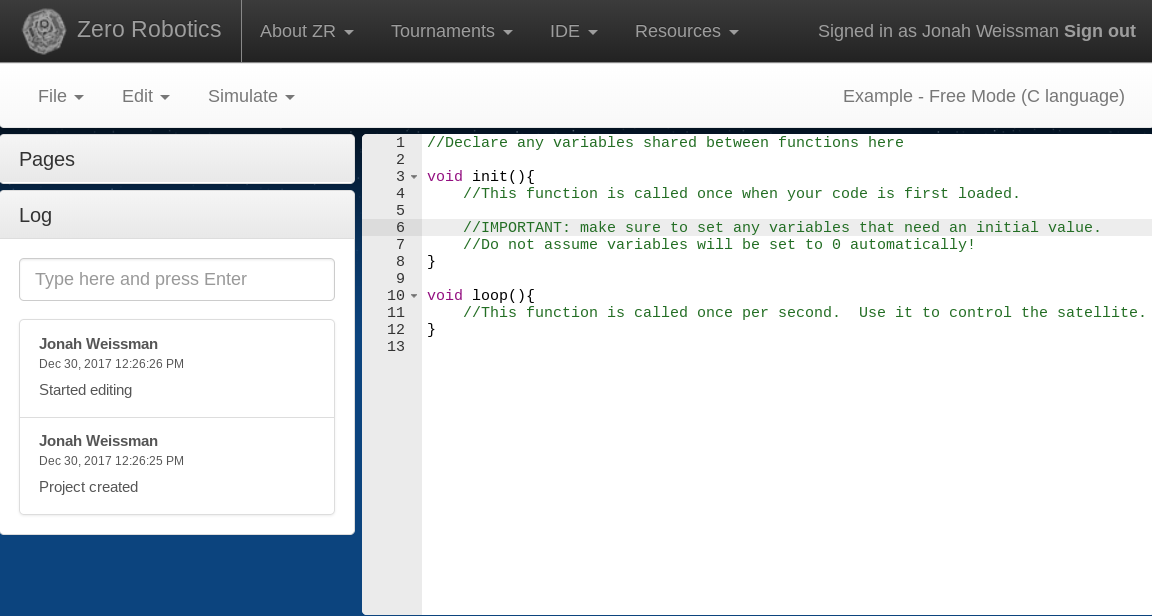 Zero Robotics About ZR Tournaments IDE Resources Signed in as Jonah Weissman Sign out
File Edit Simulate Example - Free Mode (C language)
Pages
Log
Type here and press Enter
Jonah Weissman
Dec 30, 2017 12:26:26 PM
Started editing
Jonah Weissman
Dec 30, 2017 12:26:25 PM
Project created
1 //Declare any variables shared between functions here
2
3 void init(){
4     //This function is called once when your code is first loaded.
5
6     //IMPORTANT: make sure to set any variables that need an initial value.
7     //Do not assume variables will be set to 0 automatically!
8 }
9
10 void loop(){
11     //This function is called once per second.  Use it to control the satellite.
12 }
13